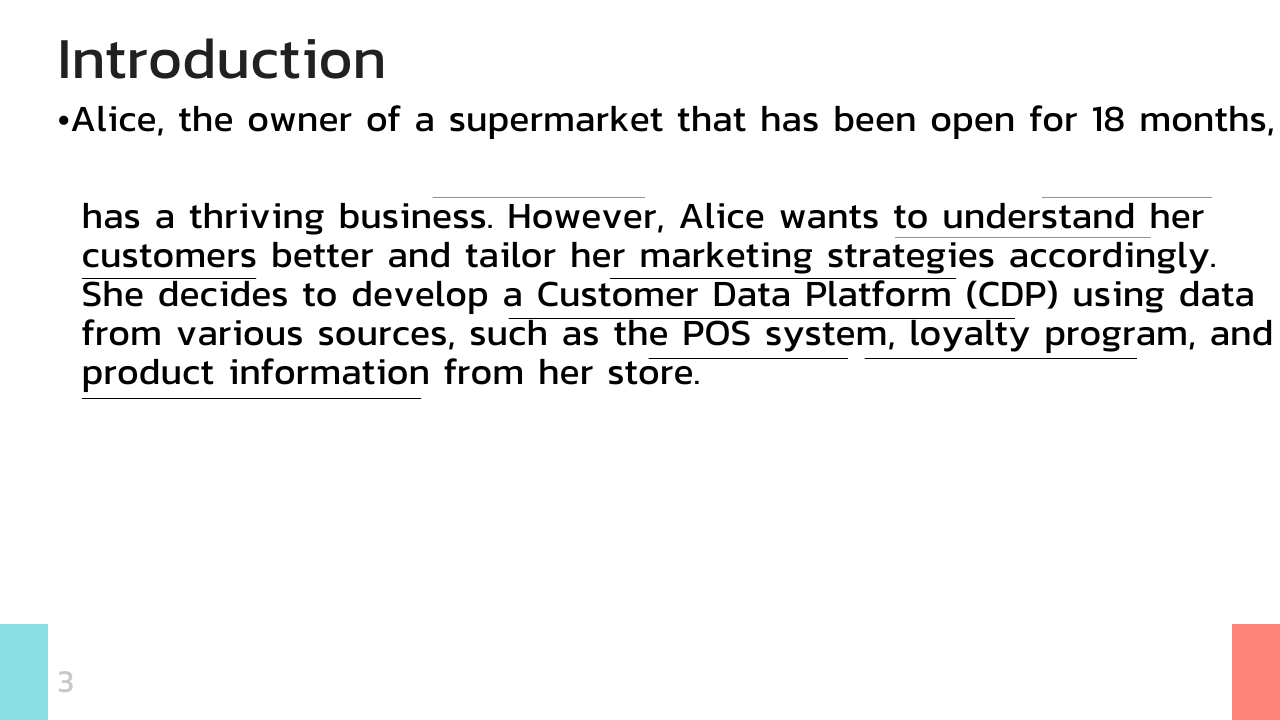 Introduction
•Alice, the owner of a supermarket that has been open for 18 months,
has a thriving business. However, Alice wants to understand her
customers better and tailor her marketing strategies accordingly.
She decides to develop a Customer Data Platform (CDP) using data
from various sources, such as the POS system, loyalty program, and
product information from her store.
3